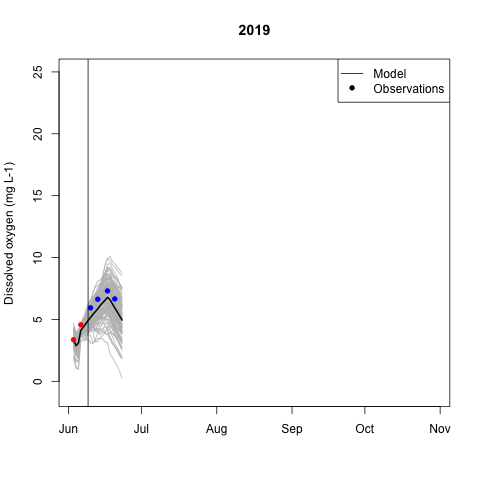 2019
Dissolved oxygen (mg L-1)
25
20
15
10
5
0
Model
Observations
Jun Jul Aug Sep Oct Nov